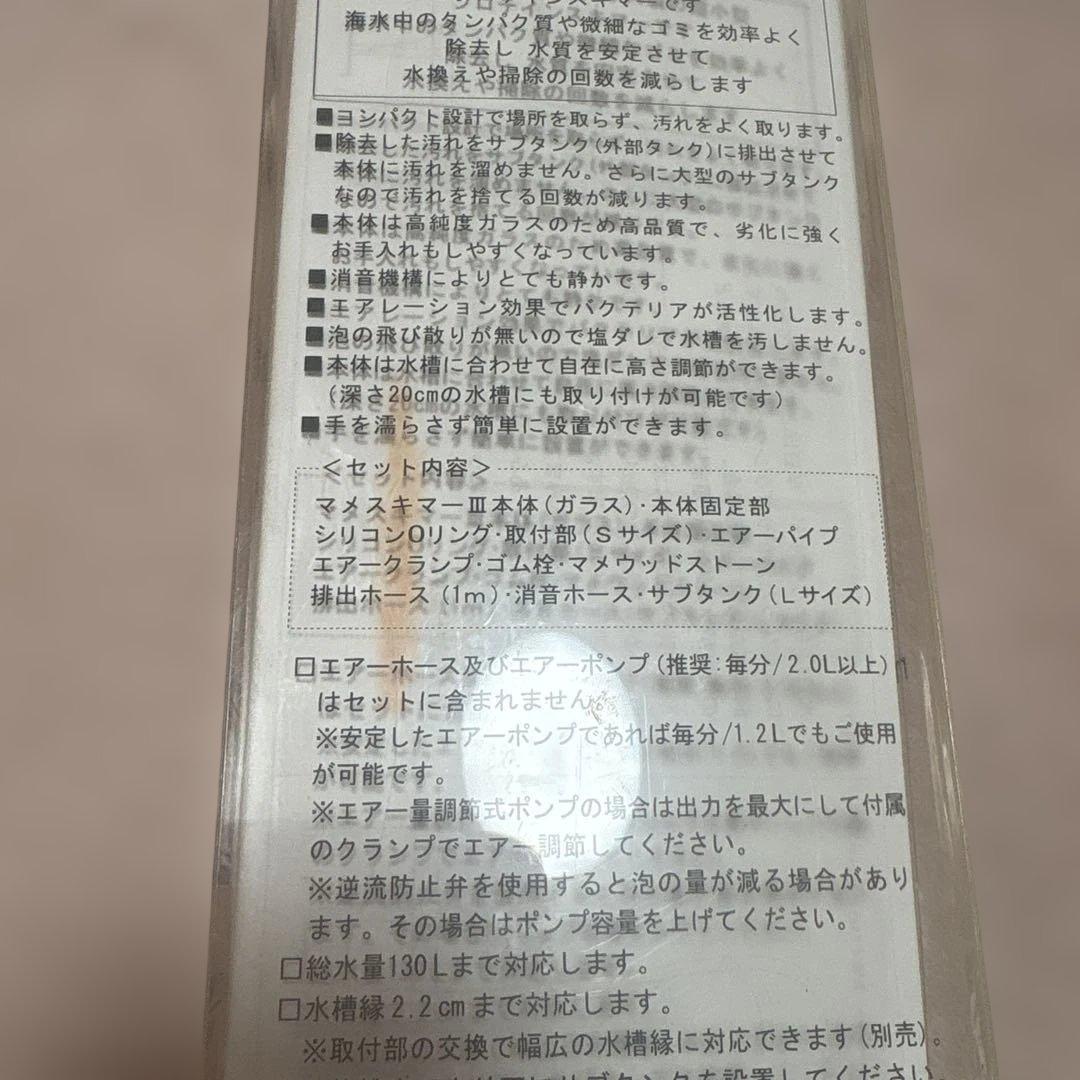 プロテインスキマーです
海水中のタンパク質や微細なゴミを効率よく
除去し 水質を安定させて
水換えや掃除の回数を減らします
■コンパクト設計で場所を取らず、汚れをよく取ります。
■除去した汚れをサブタンク(外部タンク)に排出させて
本体に汚れを溜めません。さらに大型のサブタンク
なので汚れを捨てる回数が減ります。
■本体は高純度ガラスのため高品質で、劣化に強く
お手入れもしやすくなっています。
■消音機構によりとても静かです。
■エアレーション効果でバクテリアが活性化します。
■泡の飛び散りが無いので塩ダレで水槽を汚しません。
■本体は水槽に合わせて自在に高さ調節ができます。
(深さ20cmの水槽にも取り付けが可能です)
■手を濡らさず簡単に設置ができます。
＜セット内容＞
マメスキマーⅢ本体(ガラス)・本体固定部
シリコンOリング・取付部(Sサイズ)・エアーパイプ
エアークランプ・ゴム栓・マメウッドストーン
排出ホース(1m)・消音ホース・サブタンク(Lサイズ)
□エアーホース及びエアーポンプ(推奨:毎分/2.0L以上)
はセットに含まれません
※安定したエアーポンプであれば毎分/1.2Lでもご使用
が可能です。
※エアー量調節式ポンプの場合は出力を最大にして付属
のクランプでエアー調節してください。
※逆流防止弁を使用すると泡の量が減る場合があり
ます。その場合はポンプ容量を上げてください。
□総水量130Lまで対応します。
□水槽縁2.2cmまで対応します。
※取付部の交換で幅広の水槽縁に対応できます(別売)。
にサブタンクを設置してください